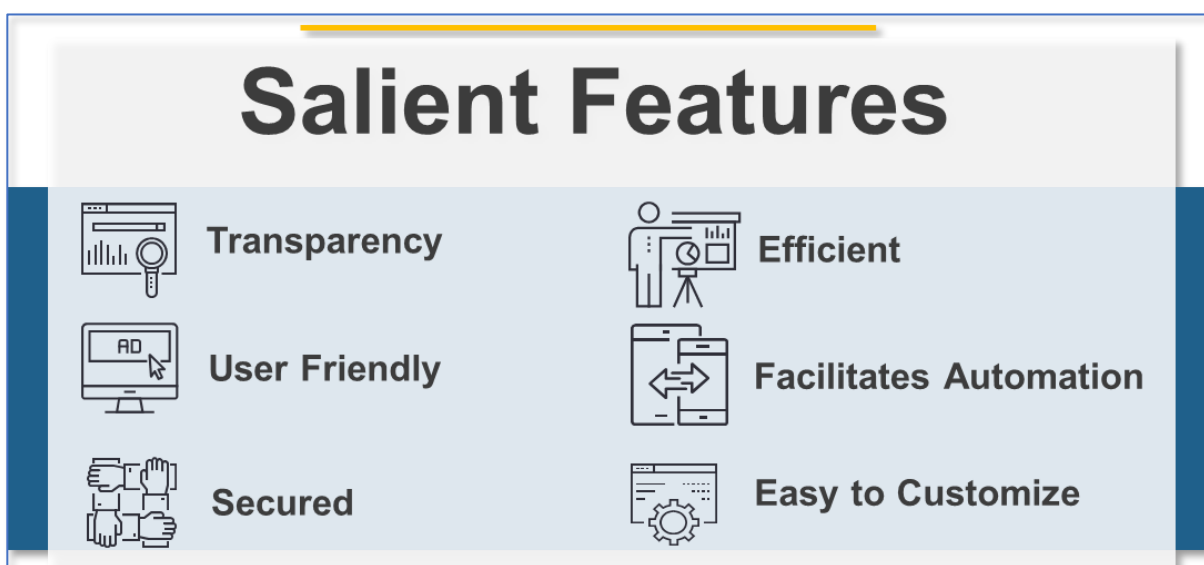 Salient Features
Transparency
Efficient
AD
User Friendly
Facilitates Automation
Secured
Easy to Customize